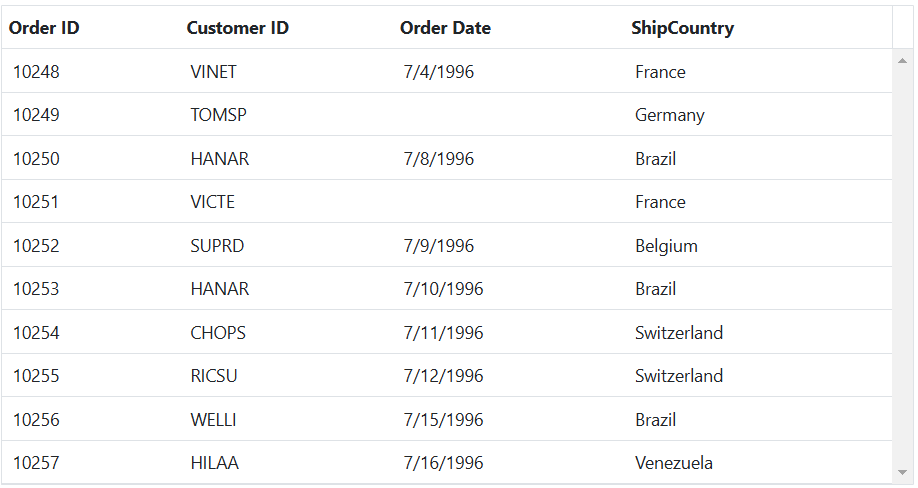 Order ID Customer ID Order Date ShipCountry
10248 VINET 7/4/1996 France
10249 TOMSP Germany
10250 HANAR 7/8/1996 Brazil
10251 VICTE France
10252 SUPRD 7/9/1996 Belgium
10253 HANAR 7/10/1996 Brazil
10254 CHOPS 7/11/1996 Switzerland
10255 RICSU 7/12/1996 Switzerland
10256 WELLI 7/15/1996 Brazil
10257 HILAA 7/16/1996 Venezuela